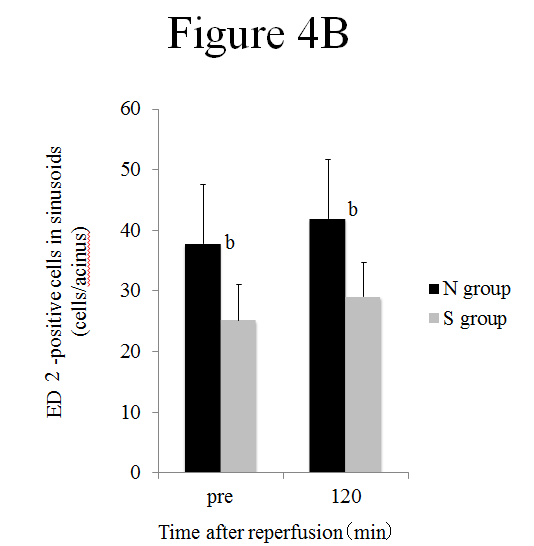 Figure 4B
ED 2 -positive cells in sinusoids
(cells/acinus)
60
50
40
30
20
10
0
b
b
N group
S group
pre
120
Time after reperfusion(min)